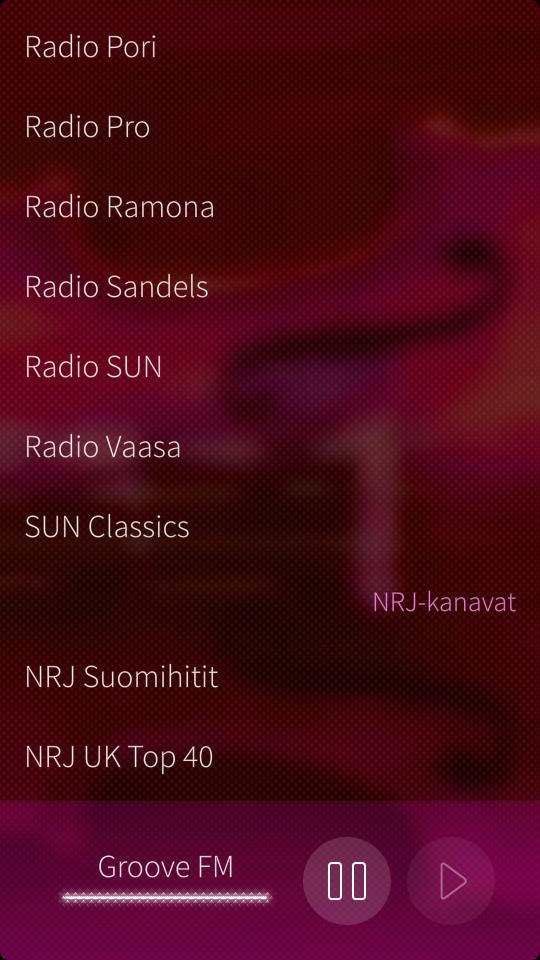 Radio Pori
Radio Pro
Radio Ramona
Radio Sandels
Radio SUN
Radio Vaasa
SUN Classics
NRJ-kanavat
NRJ Suomihitit
NRJ UK Top 40
Groove FM